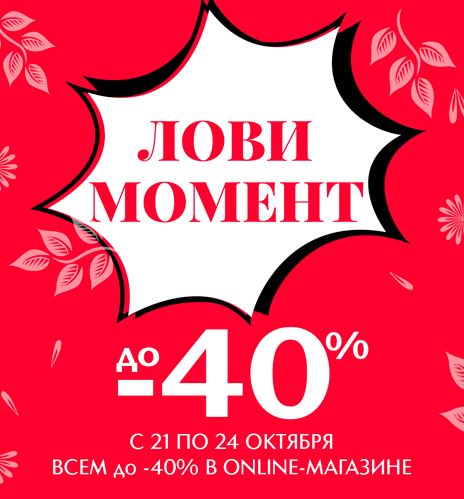 ЛОВИ
МОМЕНТ
до -40%
С 21 ПО 24 ОКТЯБРЯ
ВСЕМ до -40% В ONLINE-МАГАЗИНЕ